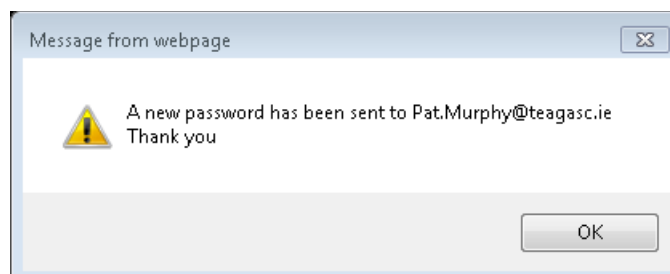 Message from webpage
A new password has been sent to Pat.Murphy@teagasc.ie
Thank you
OK